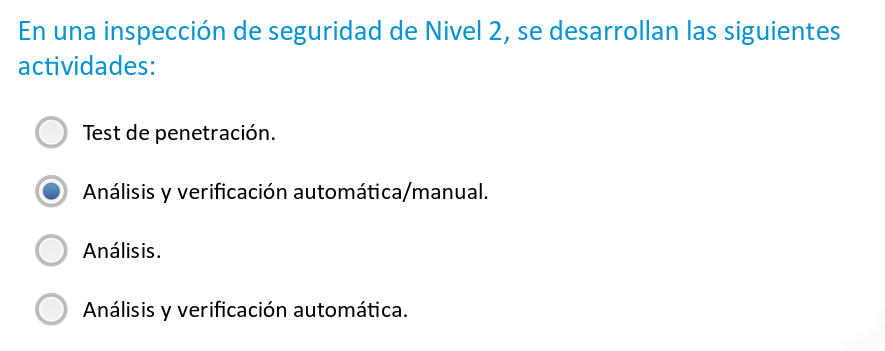 En una inspección de seguridad de Nivel 2, se desarrollan las siguientes
actividades:
Test de penetración.
Análisis y verificación automática/manual.
Análisis.
Análisis y verificación automática.